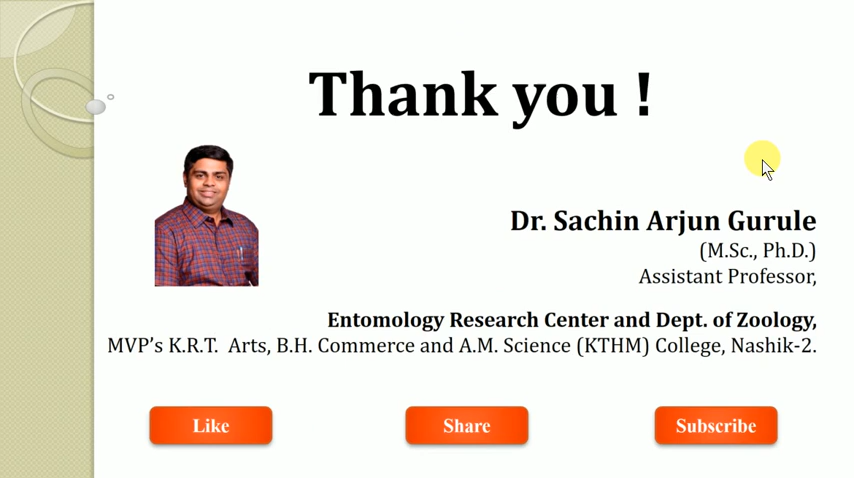 Thank you !
Dr. Sachin Arjun Gurule
(M.Sc., Ph.D.)
Assistant Professor,
Entomology Research Center and Dept. of Zoology,
MVP's K.R.T. Arts, B.H. Commerce and A.M. Science (KTHM) College, Nashik-2.
Like
Share
Subscribe